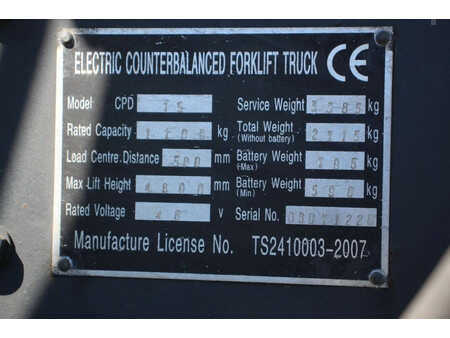 ELECTRIC COUNTERBALANCED FORKLIFT TRUCK CE
Model CPD 15 Service Weight kg
Rated Capacity kg Total Weight (Without battery) kg
Load Centre Distance 500 mm Battery Weight (Max) kg
Max Lift Height 4800 mm Battery Weight (Min) kg
Rated Voltage 48 V Serial No.
Manufacture License No. TS2410003-2007